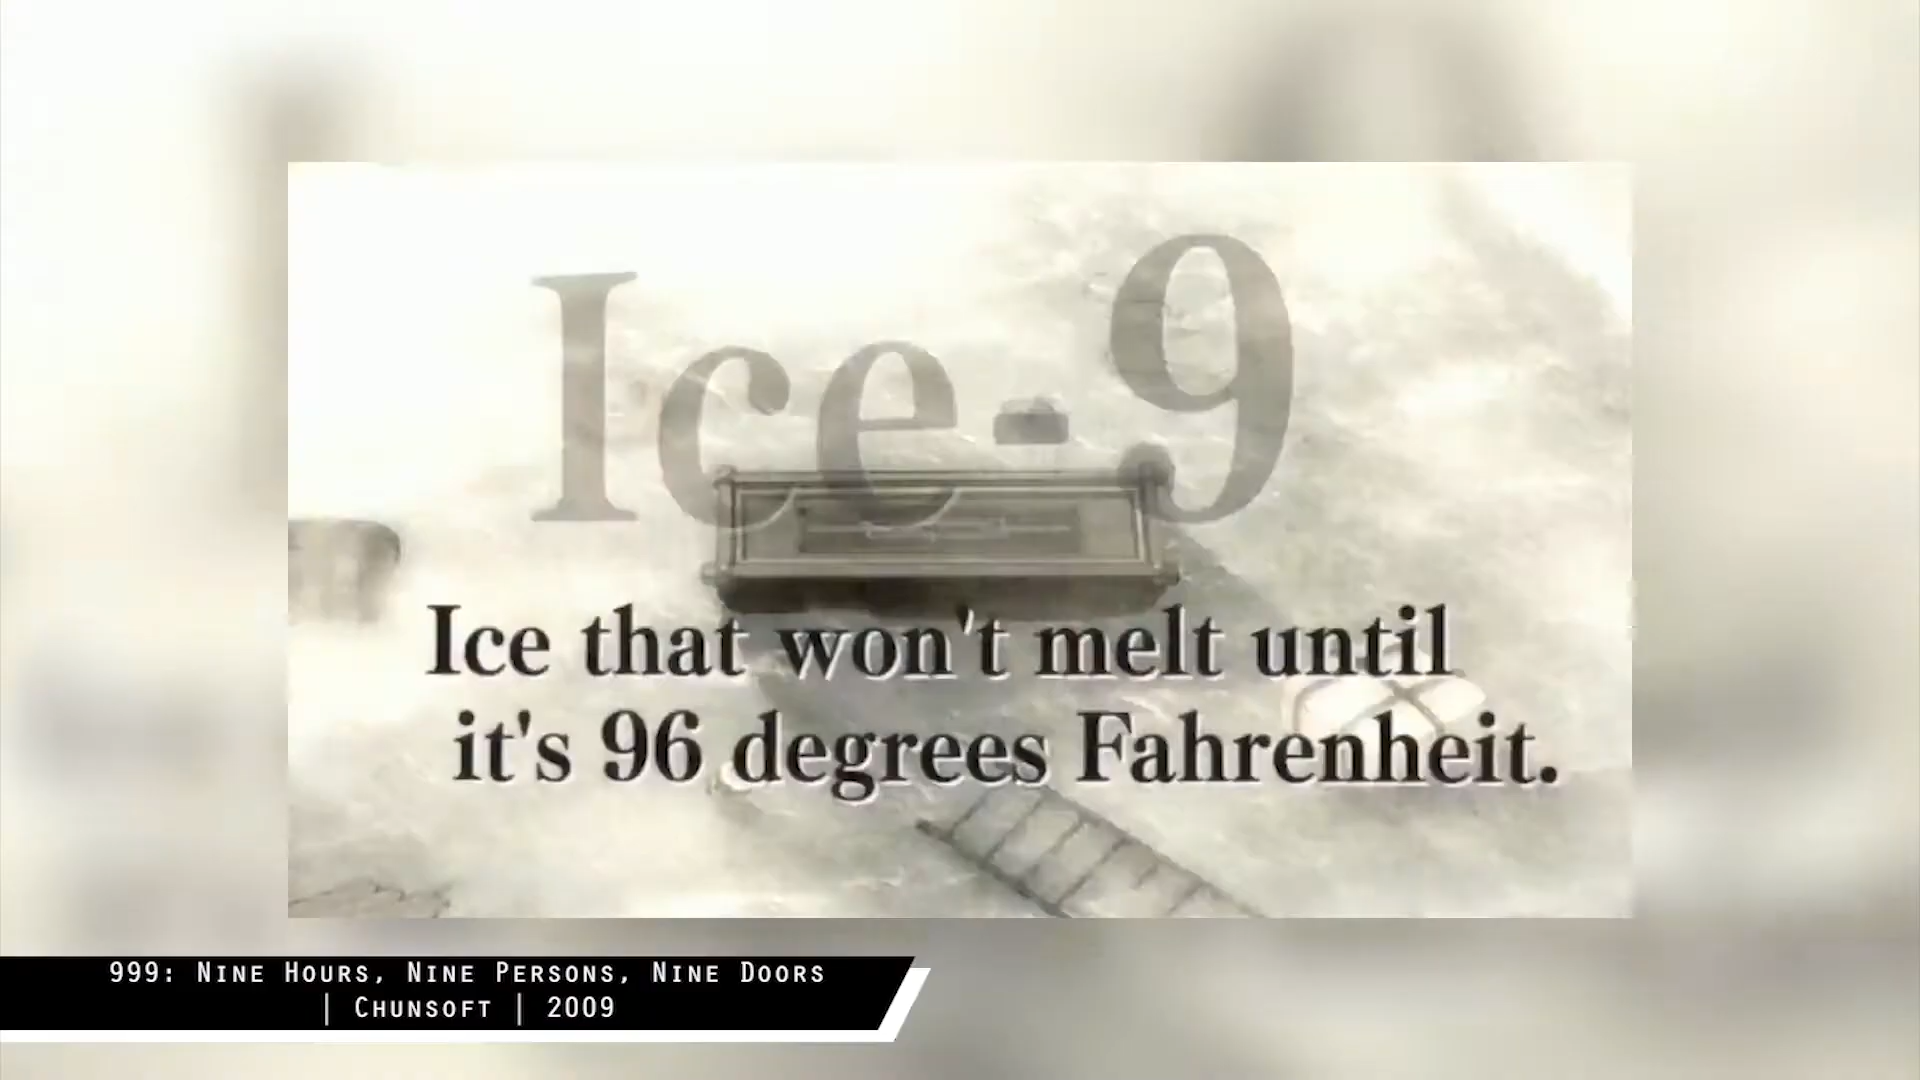 Ice-9
Ice that won't melt until
it's 96 degrees Fahrenheit.
999: Nine Hours, Nine Persons, Nine Doors
| Chunsoft | 2009